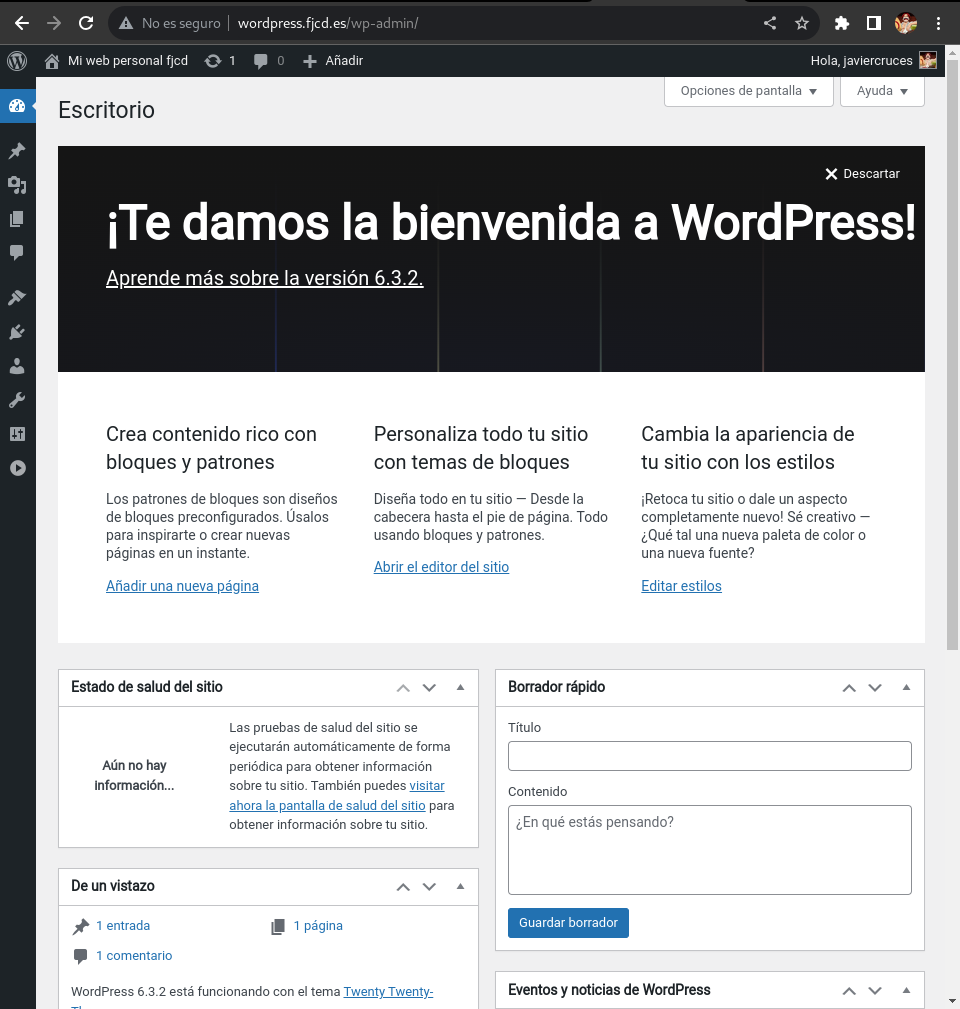 No es seguro wordpress.fjcd.es/wp-admin/
Mi web personal fjcd 1 0 Añadir Hola, javiercruces
Opciones de pantalla Ayuda
Escritorio
Descartar
¡Te damos la bienvenida a WordPress!
Aprende más sobre la versión 6.3.2.
Crea contenido rico con
bloques y patrones
Los patrones de bloques son diseños
de bloques preconfigurados. Úsalos
para inspirarte o crear nuevas
páginas en un instante.
Añadir una nueva página
Personaliza todo tu sitio
con temas de bloques
Diseña todo en tu sitio — Desde la
cabecera hasta el pie de página. Todo
usando bloques y patrones.
Abrir el editor del sitio
Cambia la apariencia de
tu sitio con los estilos
¡Retoca tu sitio o dale un aspecto
completamente nuevo! Sé creativo —
¿Qué tal una nueva paleta de color o
una nueva fuente?
Editar estilos
Estado de salud del sitio
Aún no hay
información...
Las pruebas de salud del sitio se
ejecutarán automáticamente de forma
periódica para obtener información
sobre tu sitio. También puedes visitar
ahora la pantalla de salud del sitio para
obtener información sobre tu sitio.
De un vistazo
1 entrada
1 página
1 comentario
WordPress 6.3.2 está funcionando con el tema Twenty Twenty-
Borrador rápido
Título
Contenido
¿En qué estás pensando?
Guardar borrador
Eventos y noticias de WordPress